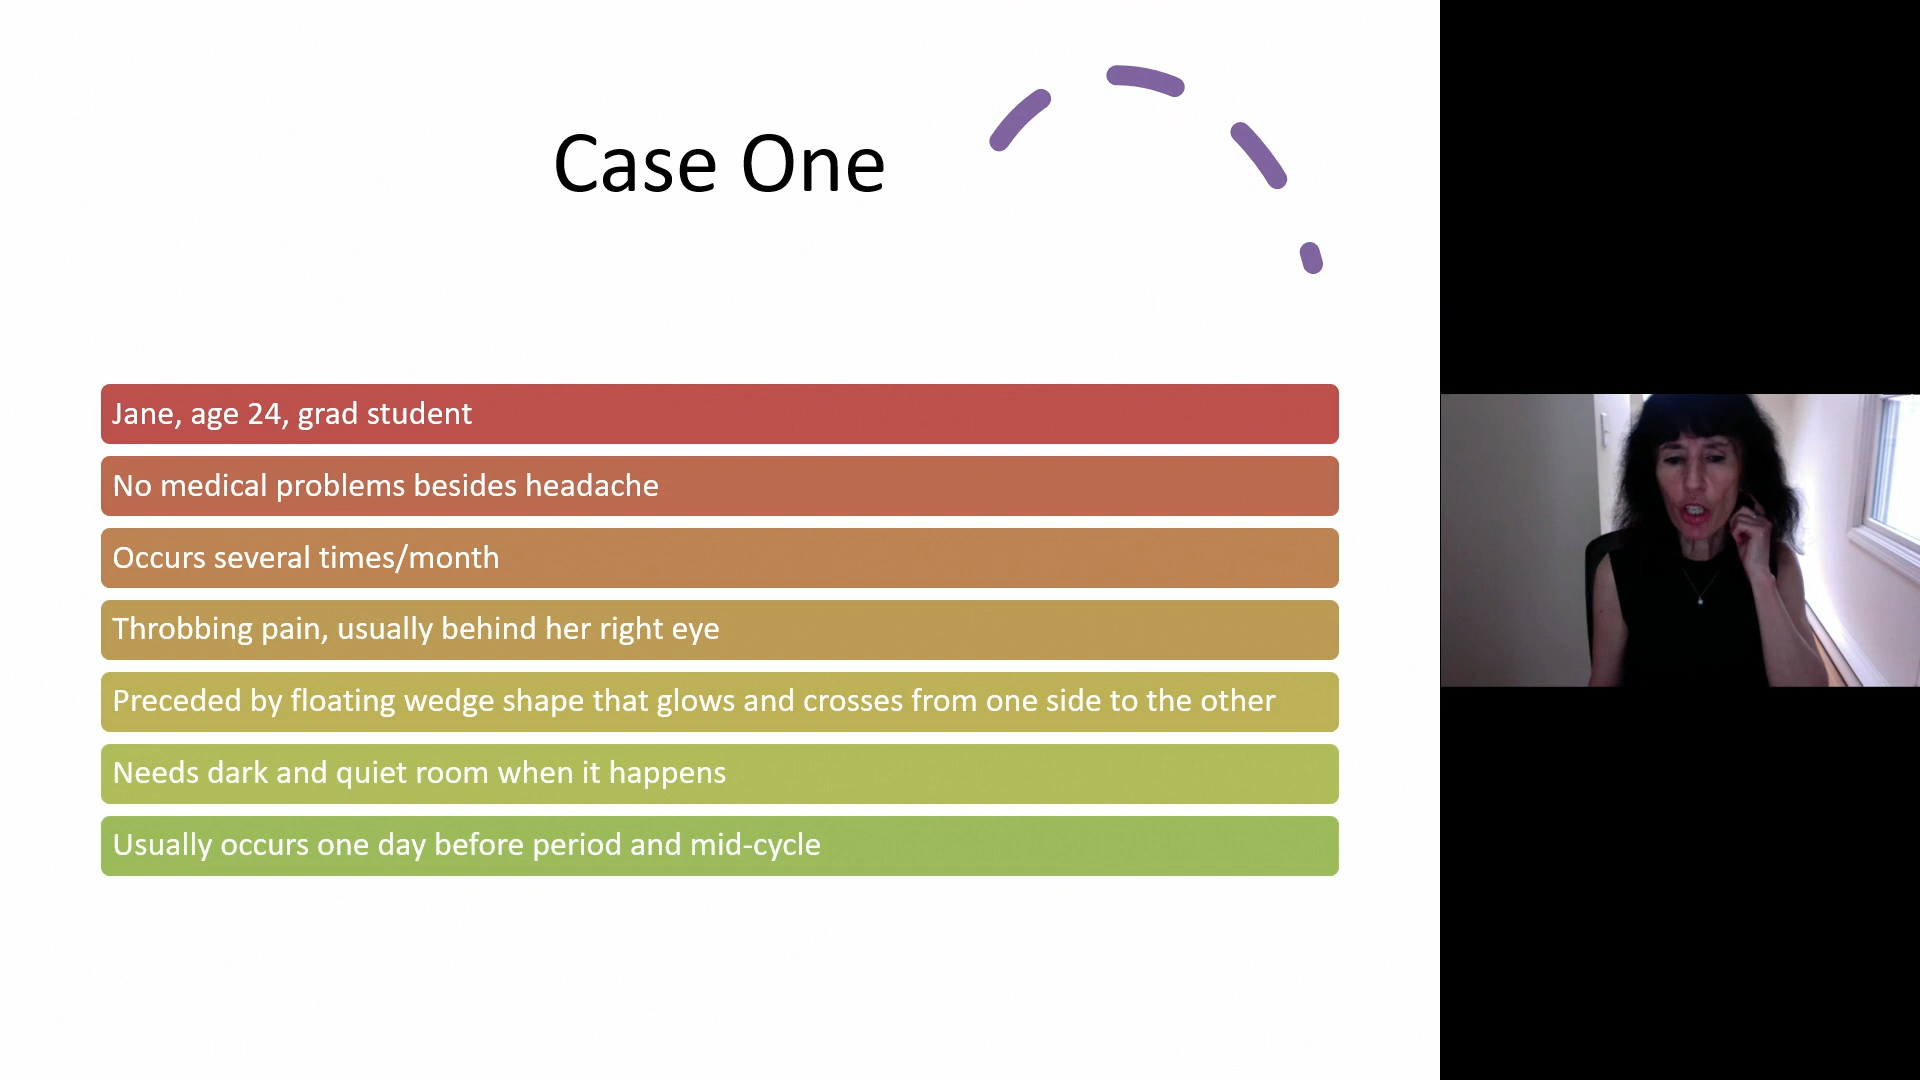 Case One
Jane, age 24, grad student
No medical problems besides headache
Occurs several times/month
Throbbing pain, usually behind her right eye
Preceded by floating wedge shape that glows and crosses from one side to the other
Needs dark and quiet room when it happens
Usually occurs one day before period and mid-cycle